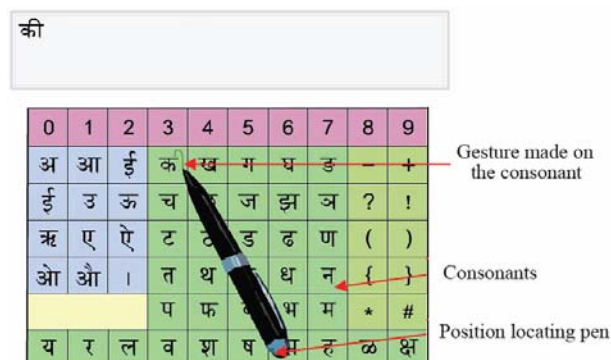 की
0 1 2 3 4 5 6 7 8 9
अ आ ई क ख ग घ ङ – +
ई उ ऊ च ज झ ञ ? !
ऋ ए ऐ ट ड ढ ण ( )
ओ औ । त थ ध न { }
प फ भ म * #
य र ल व श ष ह ळ क्ष
Gesture made on
the consonant
Consonants
Position locating pen